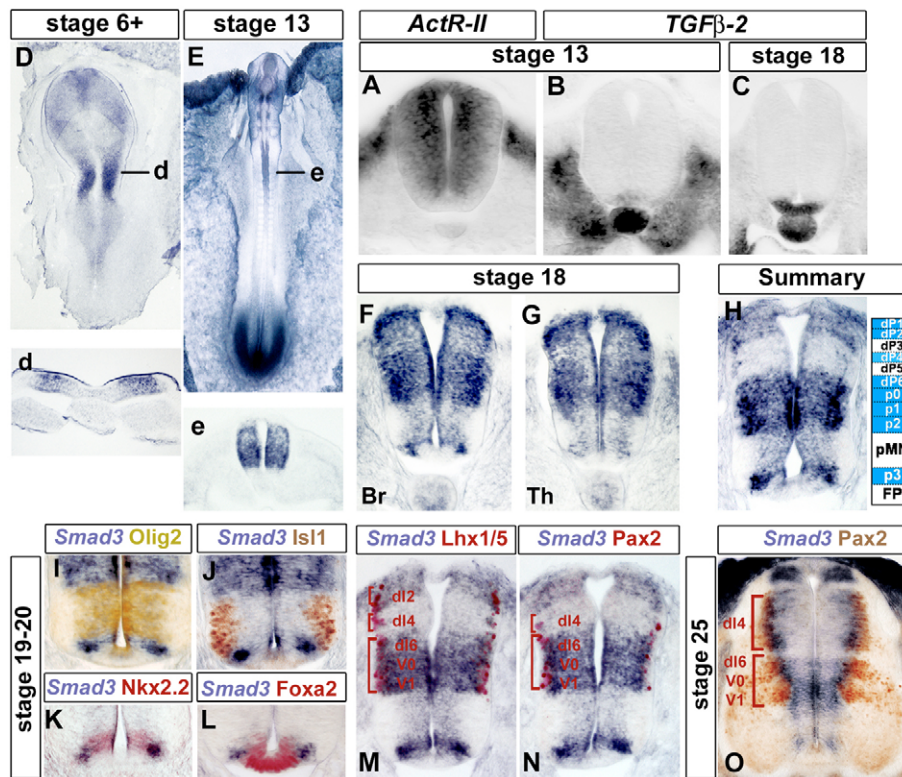 stage 6+
stage 13
ActR-II
TGFβ-2
stage 13
stage 18
D
E
A
B
C
d
e
stage 18
Summary
F
G
H
dP1
dP2
dP3
dP4
dP5
dP6
p0
p1
p2
pMN
p3
FP
d
e
Br
Th
Smad3 Olig2
Smad3 Isl1
Smad3 Lhx1/5
Smad3 Pax2
Smad3 Pax2
stage 19-20
stage 25
I
J
dI2
dI4
dI6
V0
V1
dI4
dI6
V0
V1
dI4
dI6
V0
V1
Smad3 Nkx2.2
Smad3 Foxa2
K
L
M
N
O